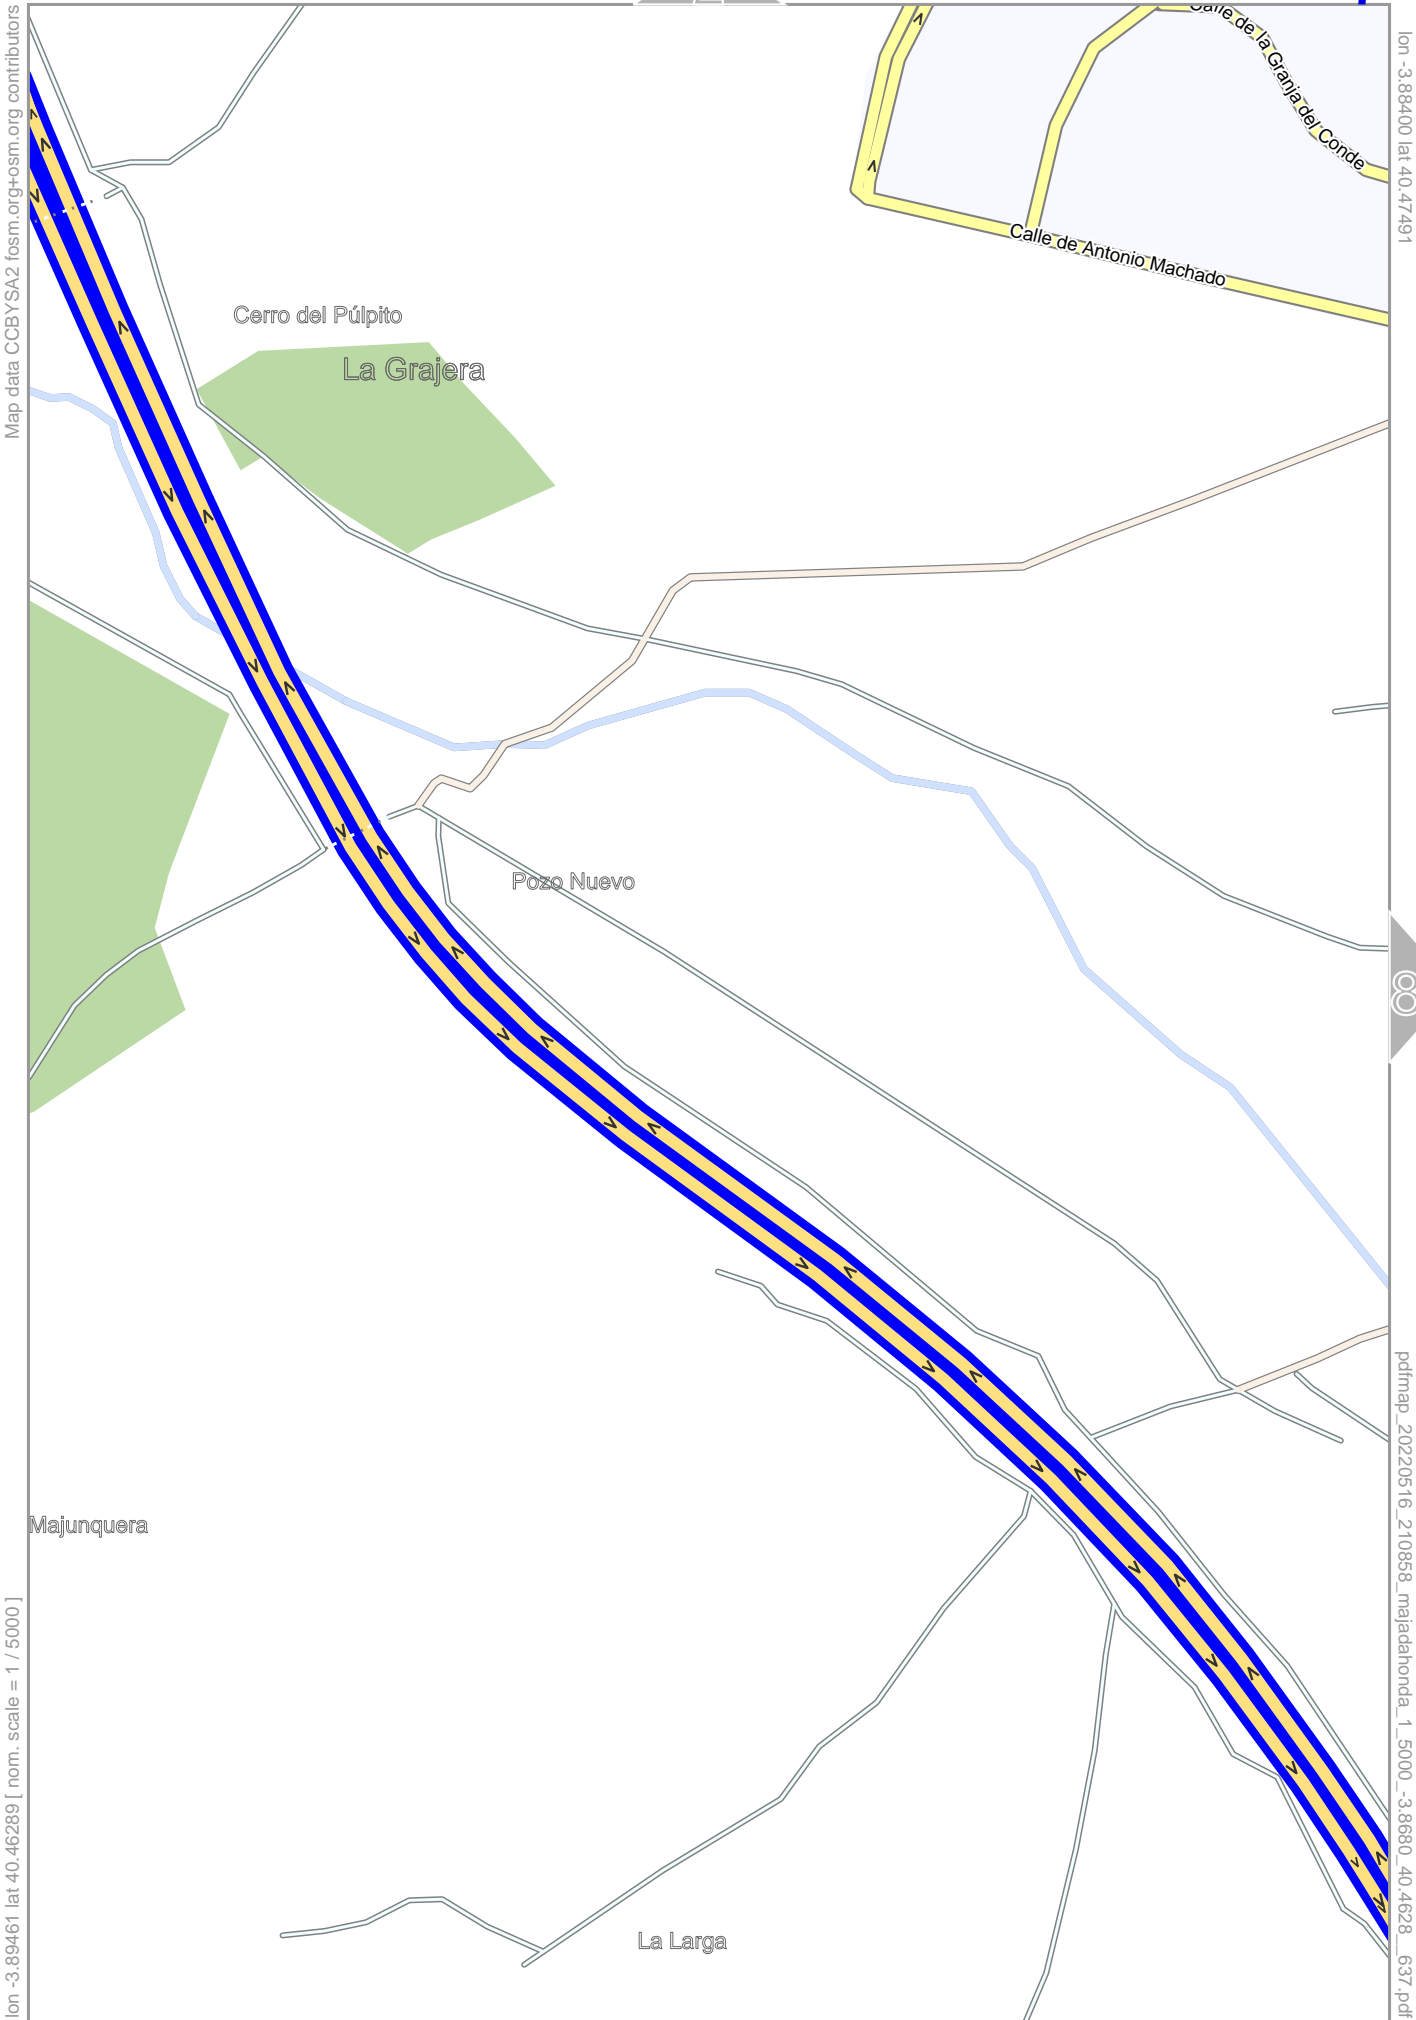 Map data CCBYSA2 fosm.org+osm.org contributors
lon -3.88400 lat 40.47491
Calle de la Granja del Conde
Calle de Antonio Machado
Cerro del Púlpito
La Grajera
Pozo Nuevo
8
Majunquera
La Larga
lon -3.89461 lat 40.46289 [ nom. scale = 1 / 5000 ]
pdfmap_20220516_210858_majadahonda_1_5000_-3.8680_40.4628__637.pdf